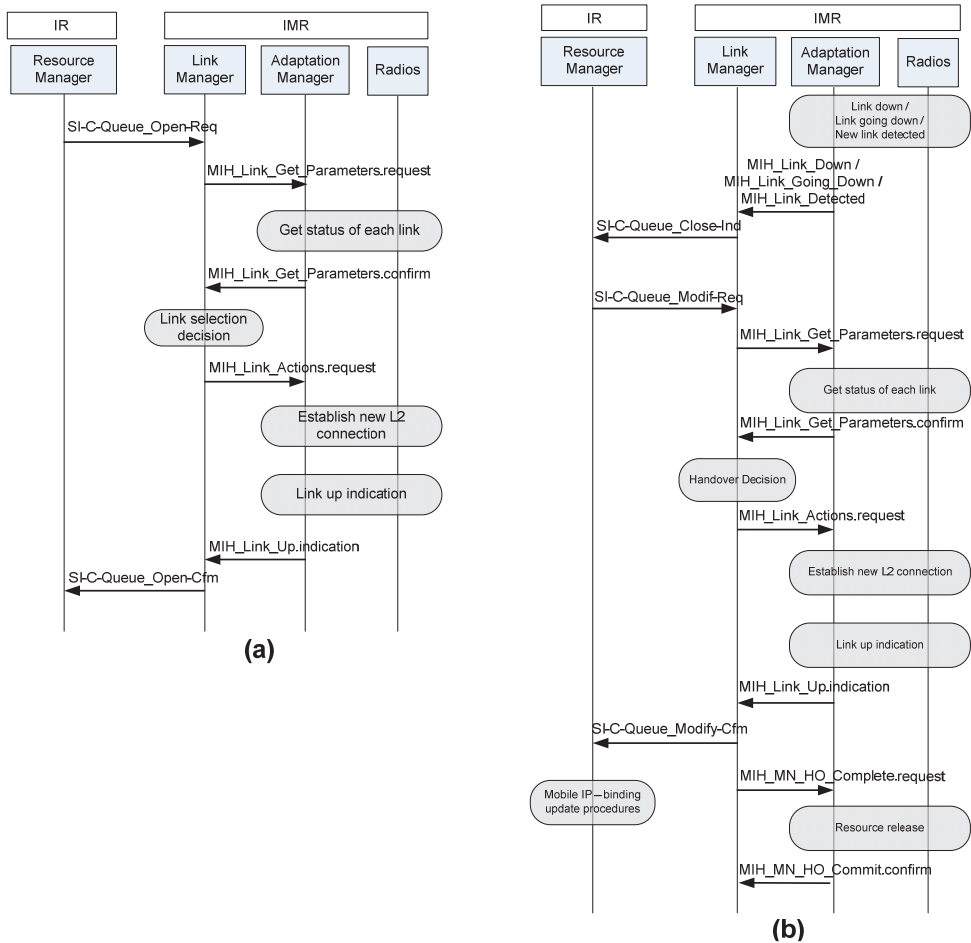 IR
IMR
Resource
Manager
Link
Manager
Adaptation
Manager
Radios
SI-C-Queue_Open-Req
MIH_Link_Get_Parameters.request
Get status of each link
MIH_Link_Get_Parameters.confirm
Link selection
decision
MIH_Link_Actions.request
Establish new L2
connection
Link up indication
MIH_Link_Up.indication
SI-C-Queue_Open-Cfm
(a)
IR
IMR
Resource
Manager
Link
Manager
Adaptation
Manager
Radios
Link down /
Link going down /
New link detected
MIH_Link_Down /
MIH_Link_Going_Down /
MIH_Link_Detected
SI-C-Queue_Close-Ind
SI-C-Queue_Modif-Req
MIH_Link_Get_Parameters.request
Get status of each link
MIH_Link_Get_Parameters.confirm
Handover Decision
MIH_Link_Actions.request
Establish new L2 connection
Link up indication
MIH_Link_Up.indication
SI-C-Queue_Modify-Cfm
MIH_MN_HO_Complete.request
Mobile IP – binding
update procedures
Resource release
MIH_MN_HO_Commit.confirm
(b)